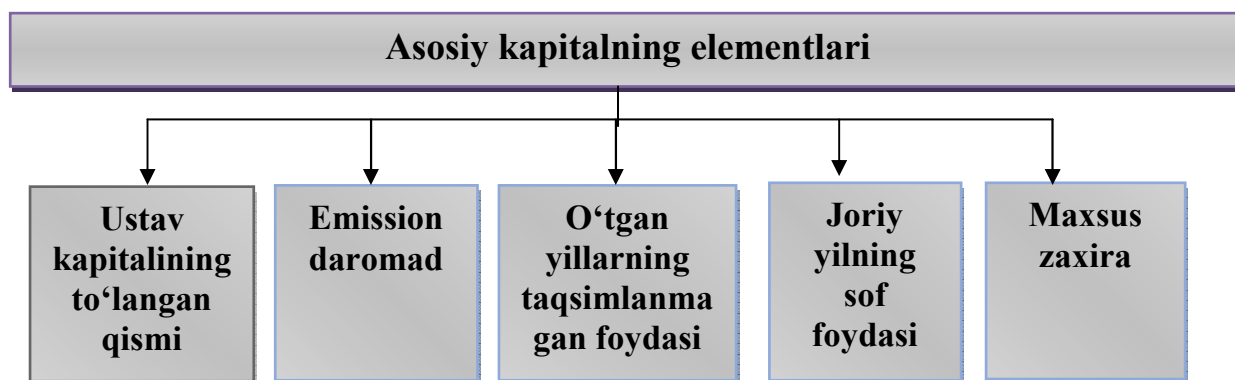 Asosiy kapitalning elementlari
Ustav
kapitalining
to‘langan
qismi
Emission
daromad
O‘tgan
yillarning
taqsimlanma
gan foydasi
Joriy
yilning
sof
foydasi
Maxsus
zaxira